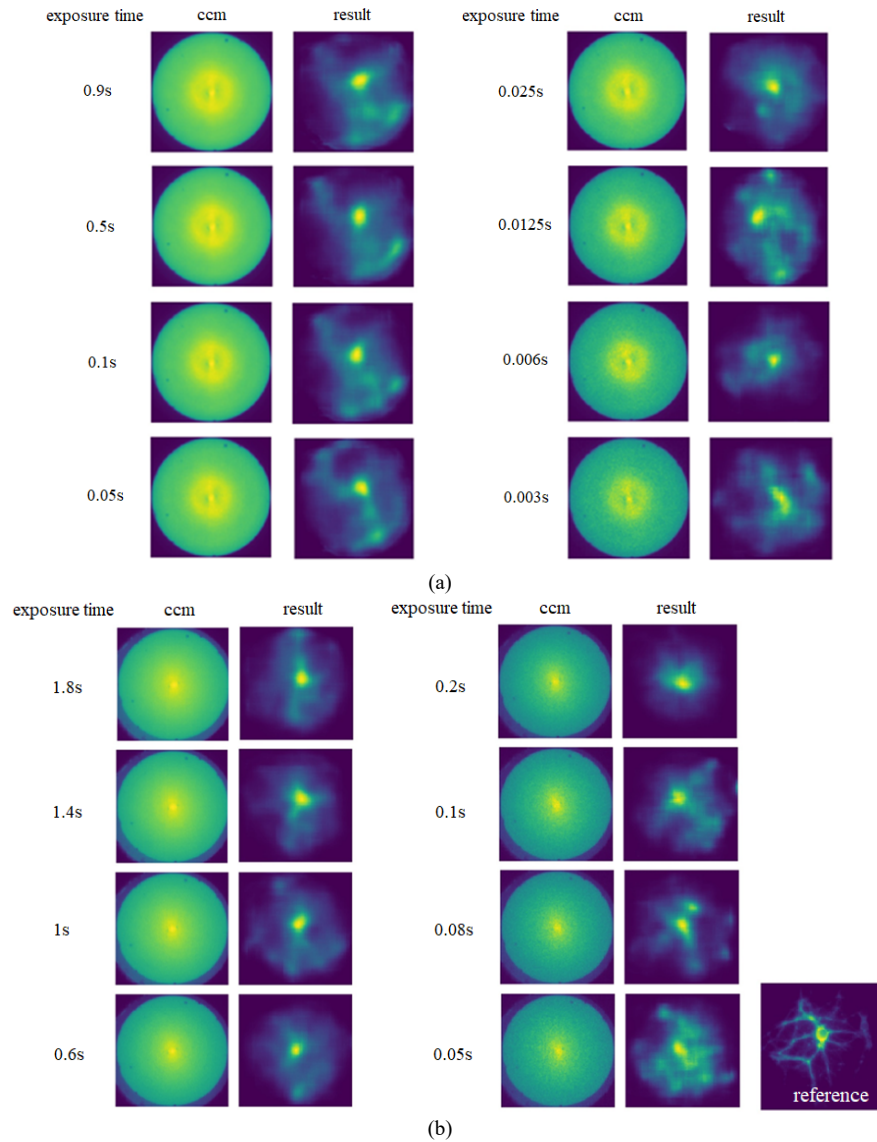 exposure time ccm result exposure time ccm result
0.9s 0.025s
0.5s 0.0125s
0.1s 0.006s
0.05s 0.003s
(a)
exposure time ccm result exposure time ccm result
1.8s 0.2s
1.4s 0.1s
1s 0.08s
0.6s 0.05s
reference
(b)